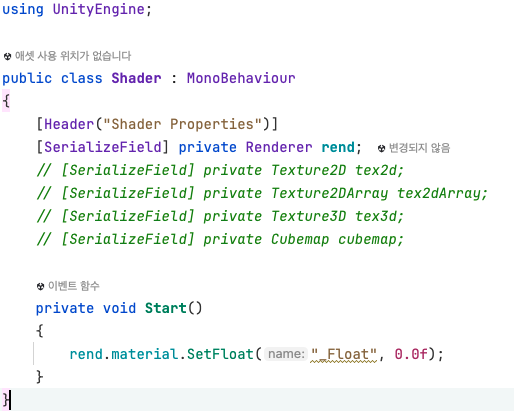 using UnityEngine;
애셋 사용 위치가 없습니다
public class Shader : MonoBehaviour
{
[Header("Shader Properties")]
[SerializeField] private Renderer rend; 변경되지 않음
// [SerializeField] private Texture2D tex2d;
// [SerializeField] private Texture2DArray tex2dArray;
// [SerializeField] private Texture3D tex3d;
// [SerializeField] private Cubemap cubemap;
이벤트 함수
private void Start()
{
rend.material.SetFloat( name: "_Float", 0.0f);
}
}